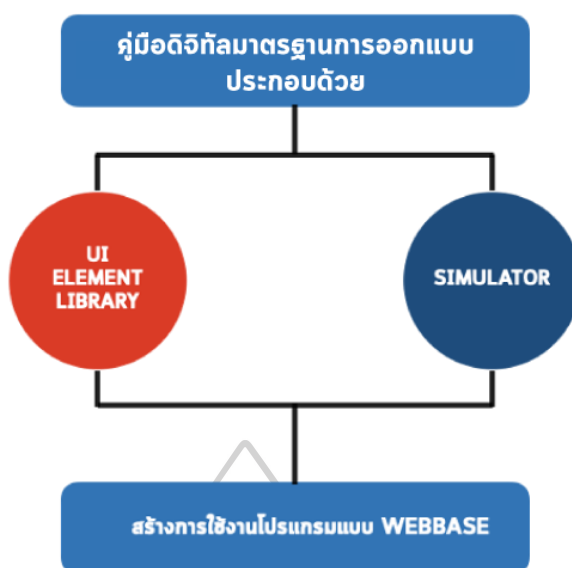 คู่มือดิจิทัลมาตรฐานการออกแบบ
ประกอบด้วย
UI
ELEMENT
LIBRARY
SIMULATOR
สร้างการใช้งานโปรแกรมแบบ WEBBASE